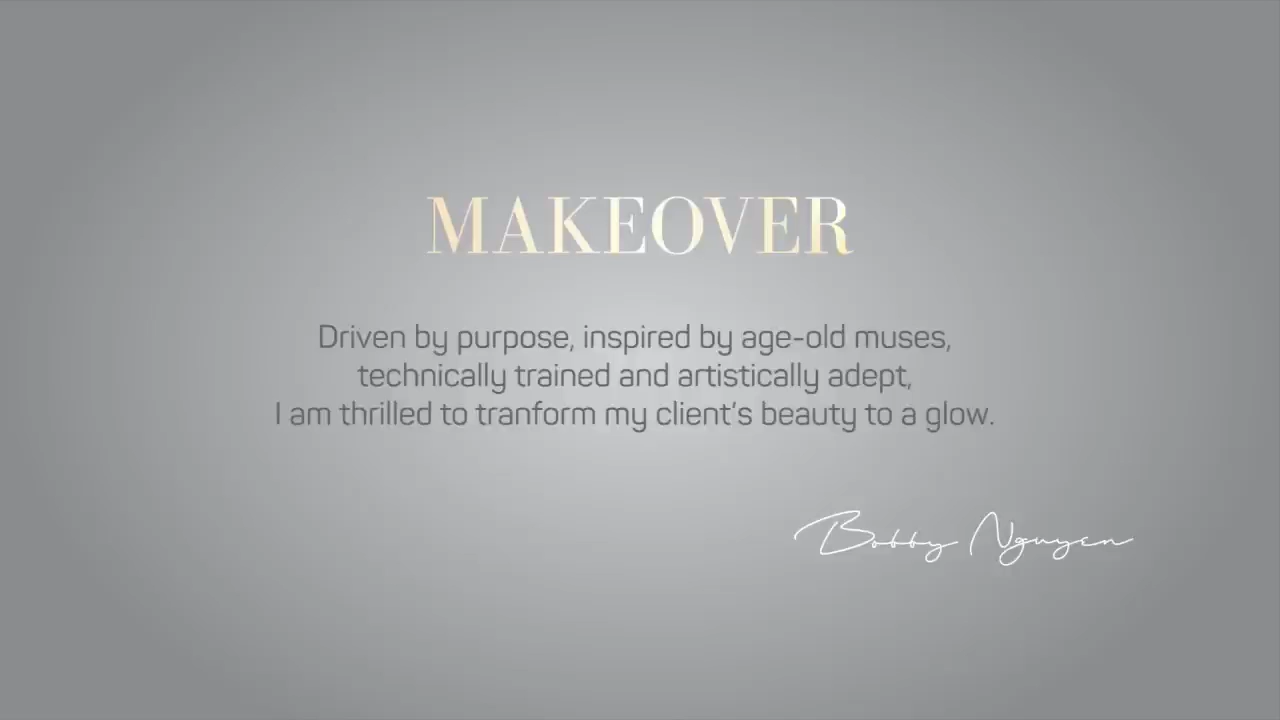 MAKEOVER
Driven by purpose, inspired by age-old muses,
technically trained and artistically adept,
I am thrilled to tranform my client's beauty to a glow.
Bobby Nguyen